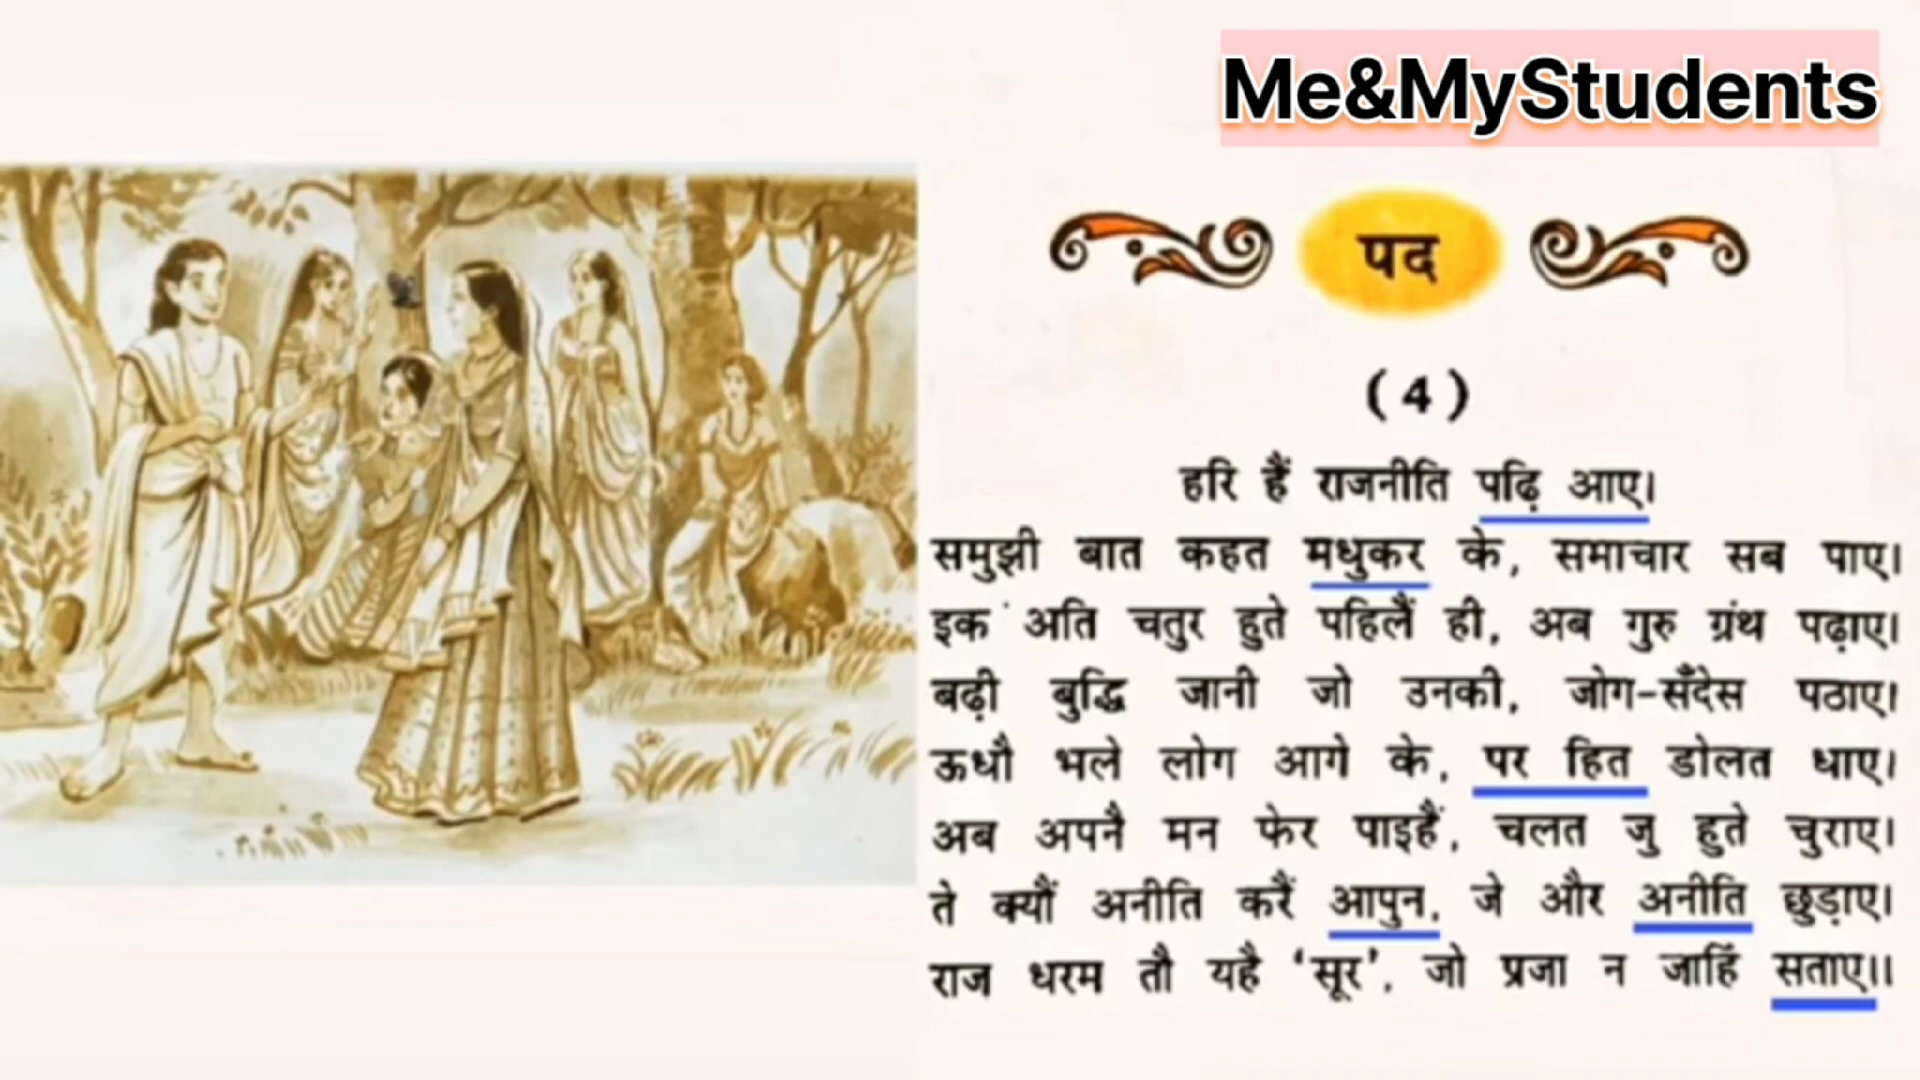 Me&MyStudents
पद
( 4 )
हरि हैं राजनीति पढ़ि आए।
समुझी बात कहत मधुकर के, समाचार सब पाए।
इक अति चतुर हुते पहिलैं ही, अब गुरु ग्रंथ पढ़ाए।
बढ़ी बुद्धि जानी जो उनकी, जोग-सँदेस पठाए।
ऊधौ भले लोग आगे के, पर हित डोलत धाए।
अब अपनै मन फेर पाइहैं, चलत जु हुते चुराए।
ते क्यौं अनीति करैं आपुन, जे और अनीति छुड़ाए।
राज धरम तौ यहै ‘सूर’, जो प्रजा न जाहिं सताए।।